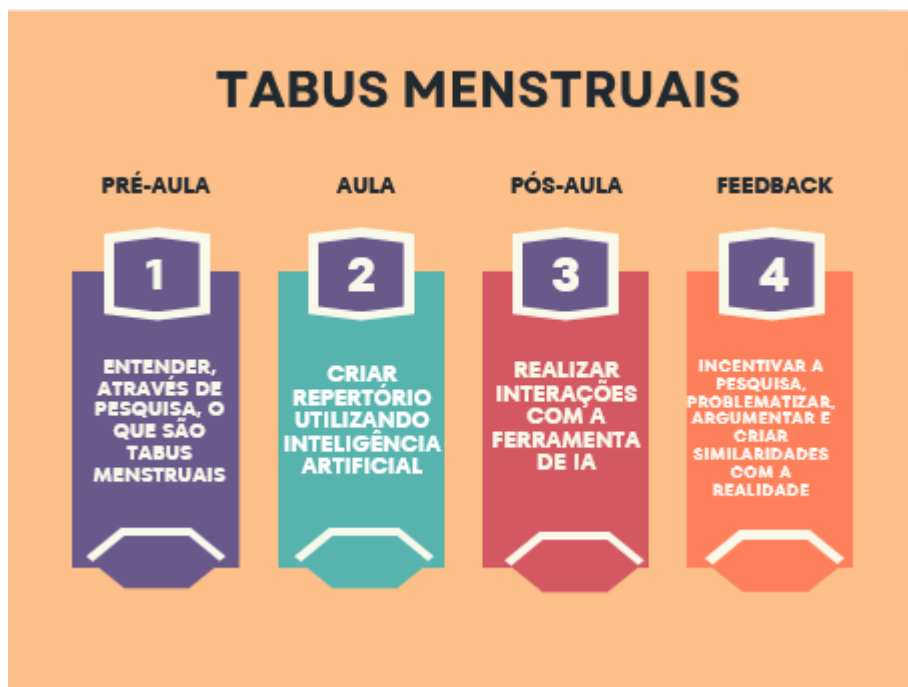 TABUS MENSTRUAIS
PRÉ-AULA
AULA
PÓS-AULA
FEEDBACK
1
ENTENDER,
ATRAVÉS DE
PESQUISA, O
QUE SÃO
TABUS
MENSTRUAIS
2
CRIAR
REPERTÓRIO
UTILIZANDO
INTELIGÊNCIA
ARTIFICIAL
3
REALIZAR
INTERAÇÕES
COM A
FERRAMENTA
DE IA
4
INCENTIVAR A
PESQUISA,
PROBLEMATIZAR,
ARGUMENTAR E
CRIAR
SIMILARIDADES
COM A
REALIDADE